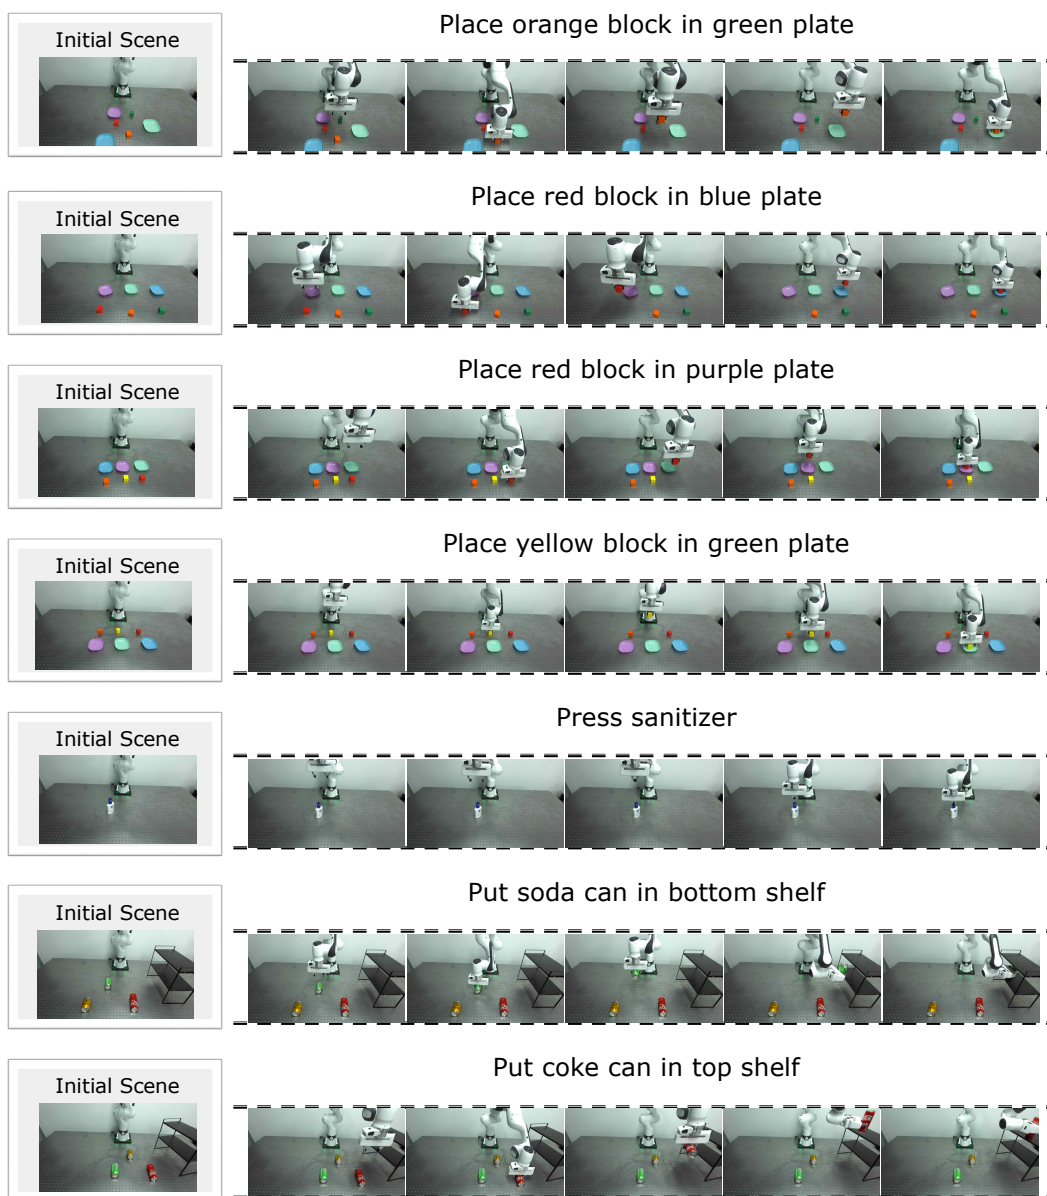 Place orange block in green plate
Initial Scene
Place red block in blue plate
Initial Scene
Place red block in purple plate
Initial Scene
Place yellow block in green plate
Initial Scene
Press sanitizer
Initial Scene
Put soda can in bottom shelf
Initial Scene
Put coke can in top shelf
Initial Scene